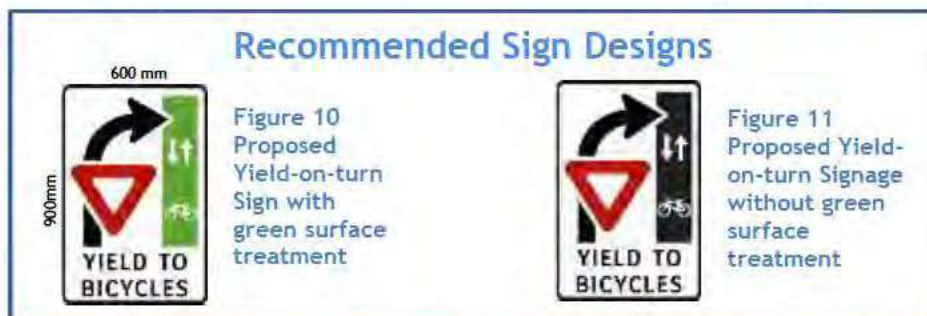 Recommended Sign Designs
600 mm
900mm
YIELD TO
BICYCLES
Figure 10
Proposed
Yield-on-turn
Sign with
green surface
treatment
YIELD TO
BICYCLES
Figure 11
Proposed Yield-
on-turn Signage
without green
surface
treatment